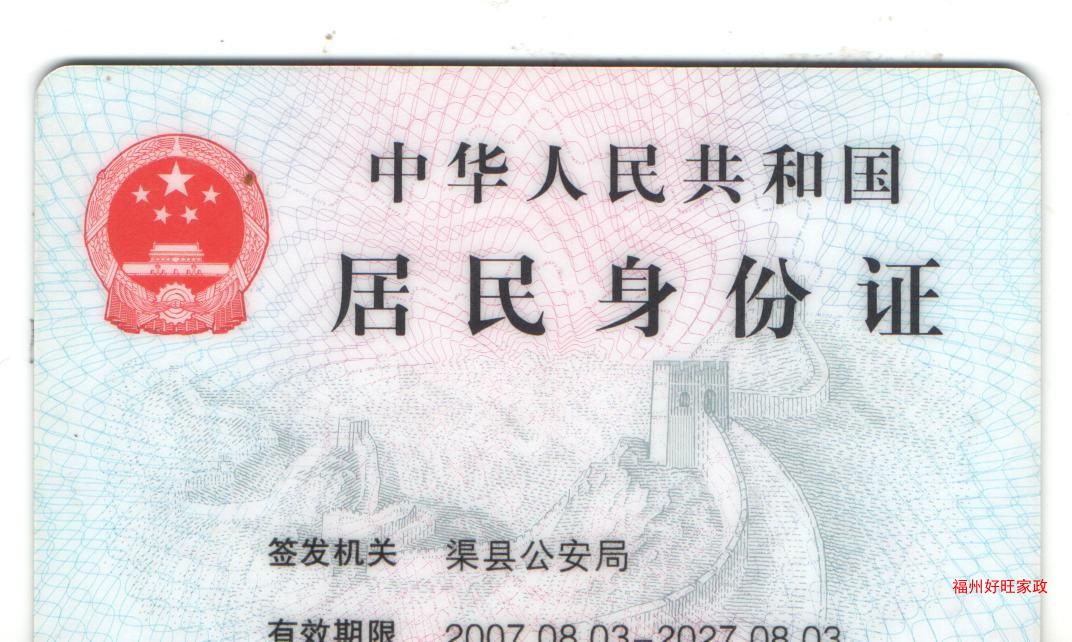 中华人民共和国
居民身份证
签发机关 渠县公安局
福州好旺家政
有效期限 2007.08.03-2027.08.03